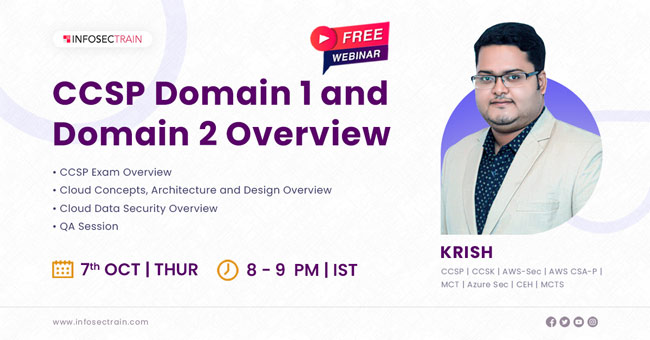 INFOSECTRAIN
FREE
WEBINAR
CCSP Domain 1 and
Domain 2 Overview
• CCSP Exam Overview
• Cloud Concepts, Architecture and Design Overview
• Cloud Data Security Overview
• QA Session
7th OCT | THUR
8 - 9 PM | IST
KRISH
CCSP | CCSK | AWS-Sec | AWS CSA-P |
MCT | Azure Sec | CEH | MCTS
www.infosectrain.com